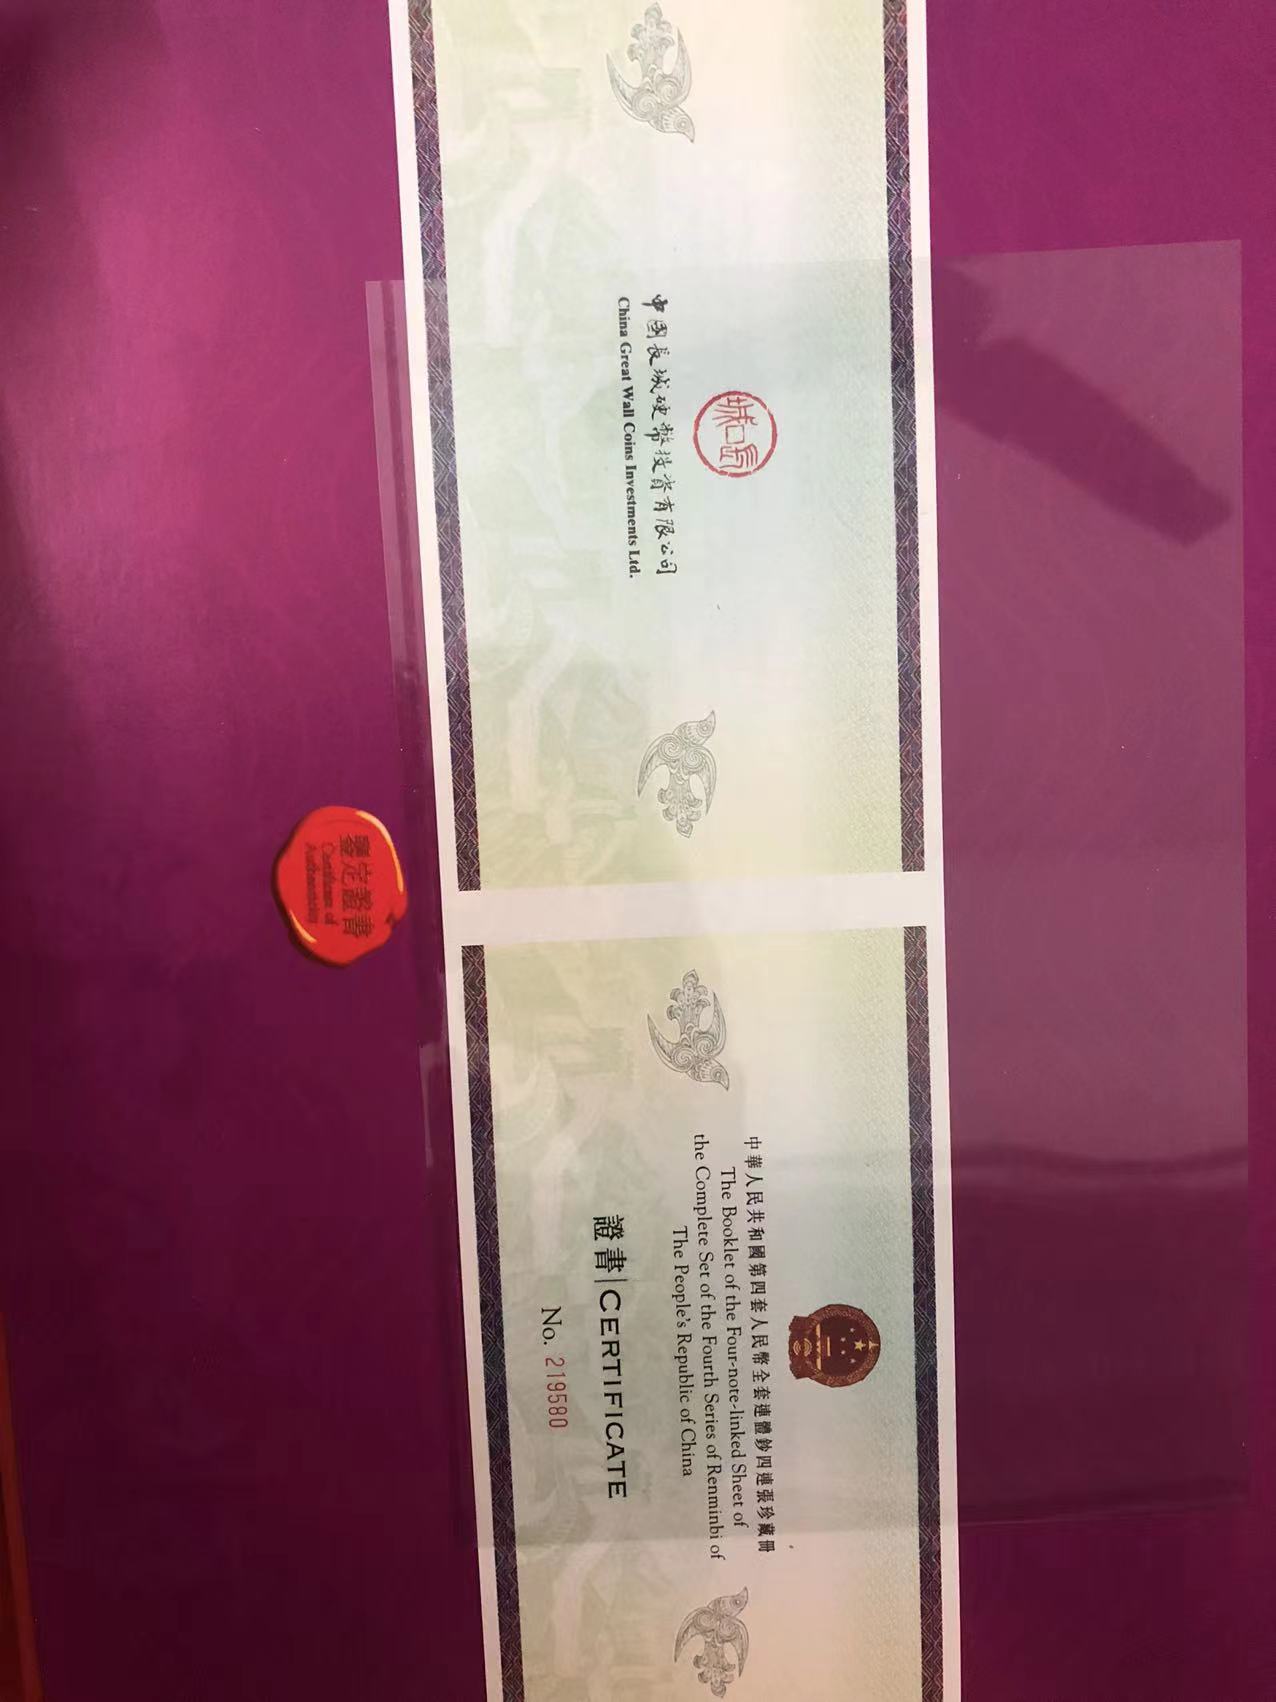 中國長城硬幣投資有限公司
China Great Wall Coins Investments Ltd.
鑒定證書
Certificate of
Authenticity
中華人民共和國第四套人民幣全套連體鈔四連張珍藏冊
The Booklet of the Four-note-linked Sheet of
the Complete Set of the Fourth Series of Renminbi of
The People's Republic of China
證書|CERTIFICATE
No. 219580